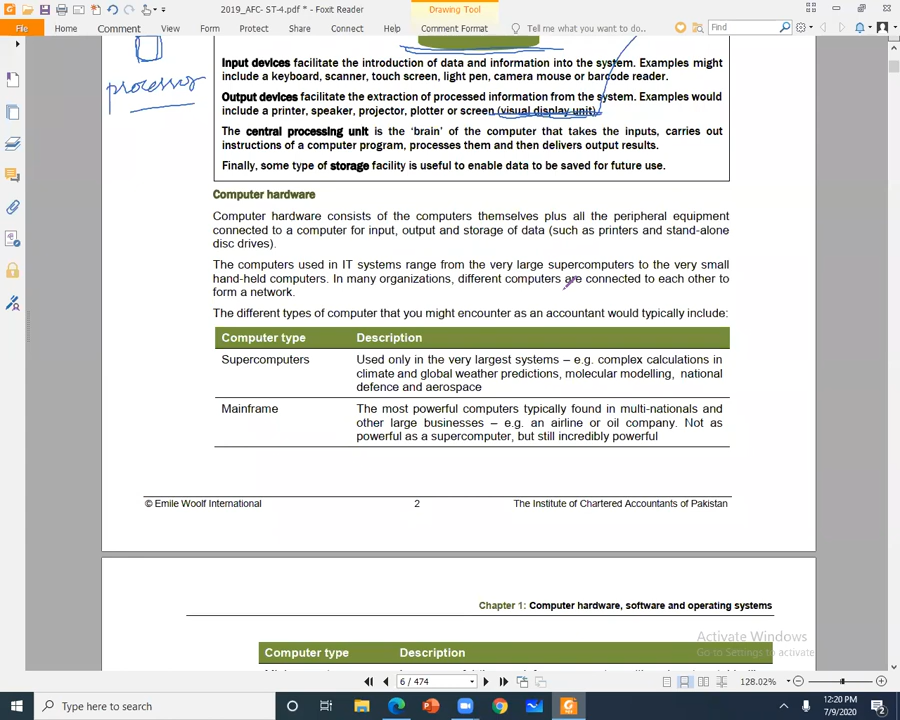 2019_AFC- ST-4.pdf * - Foxit Reader
Drawing Tool
File Home Comment View Form Protect Share Connect Help Comment Format Tell me what you want to do... Find
processor
Input devices facilitate the introduction of data and information into the system. Examples might
include a keyboard, scanner, touch screen, light pen, camera mouse or barcode reader.
Output devices facilitate the extraction of processed information from the system. Examples would
include a printer, speaker, projector, plotter or screen (visual display unit).
The central processing unit is the 'brain' of the computer that takes the inputs, carries out
instructions of a computer program, processes them and then delivers output results.
Finally, some type of storage facility is useful to enable data to be saved for future use.
Computer hardware
Computer hardware consists of the computers themselves plus all the peripheral equipment
connected to a computer for input, output and storage of data (such as printers and stand-alone
disc drives).
The computers used in IT systems range from the very large supercomputers to the very small
hand-held computers. In many organizations, different computers are connected to each other to
form a network.
The different types of computer that you might encounter as an accountant would typically include:
Computer type Description
Supercomputers Used only in the very largest systems – e.g. complex calculations in
climate and global weather predictions, molecular modelling, national
defence and aerospace
Mainframe The most powerful computers typically found in multi-nationals and
other large businesses – e.g. an airline or oil company. Not as
powerful as a supercomputer, but still incredibly powerful
© Emile Woolf International 2 The Institute of Chartered Accountants of Pakistan
Chapter 1: Computer hardware, software and operating systems
Activate Windows
Go to Settings to activate
Computer type Description
6 / 474 128.02%
Type here to search
12:20 PM
7/9/2020
2